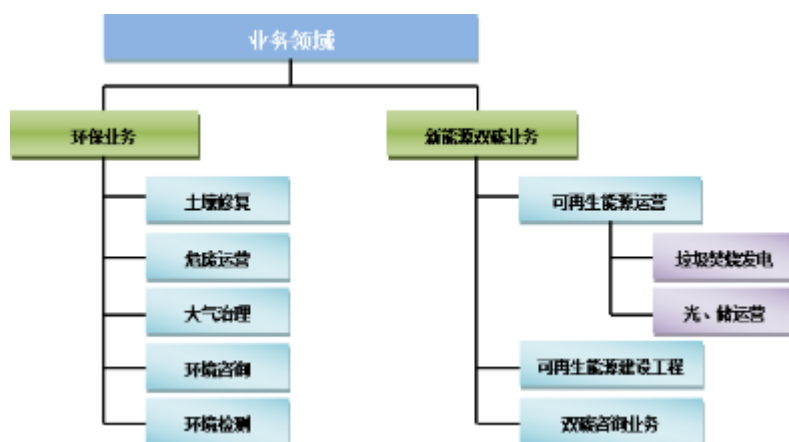 业务领域
环保业务
新能源双碳业务
土壤修复
可再生能源运营
危废运营
垃圾焚烧发电
大气治理
光、储运营
环境咨询
可再生能源建设工程
环境检测
双碳咨询业务